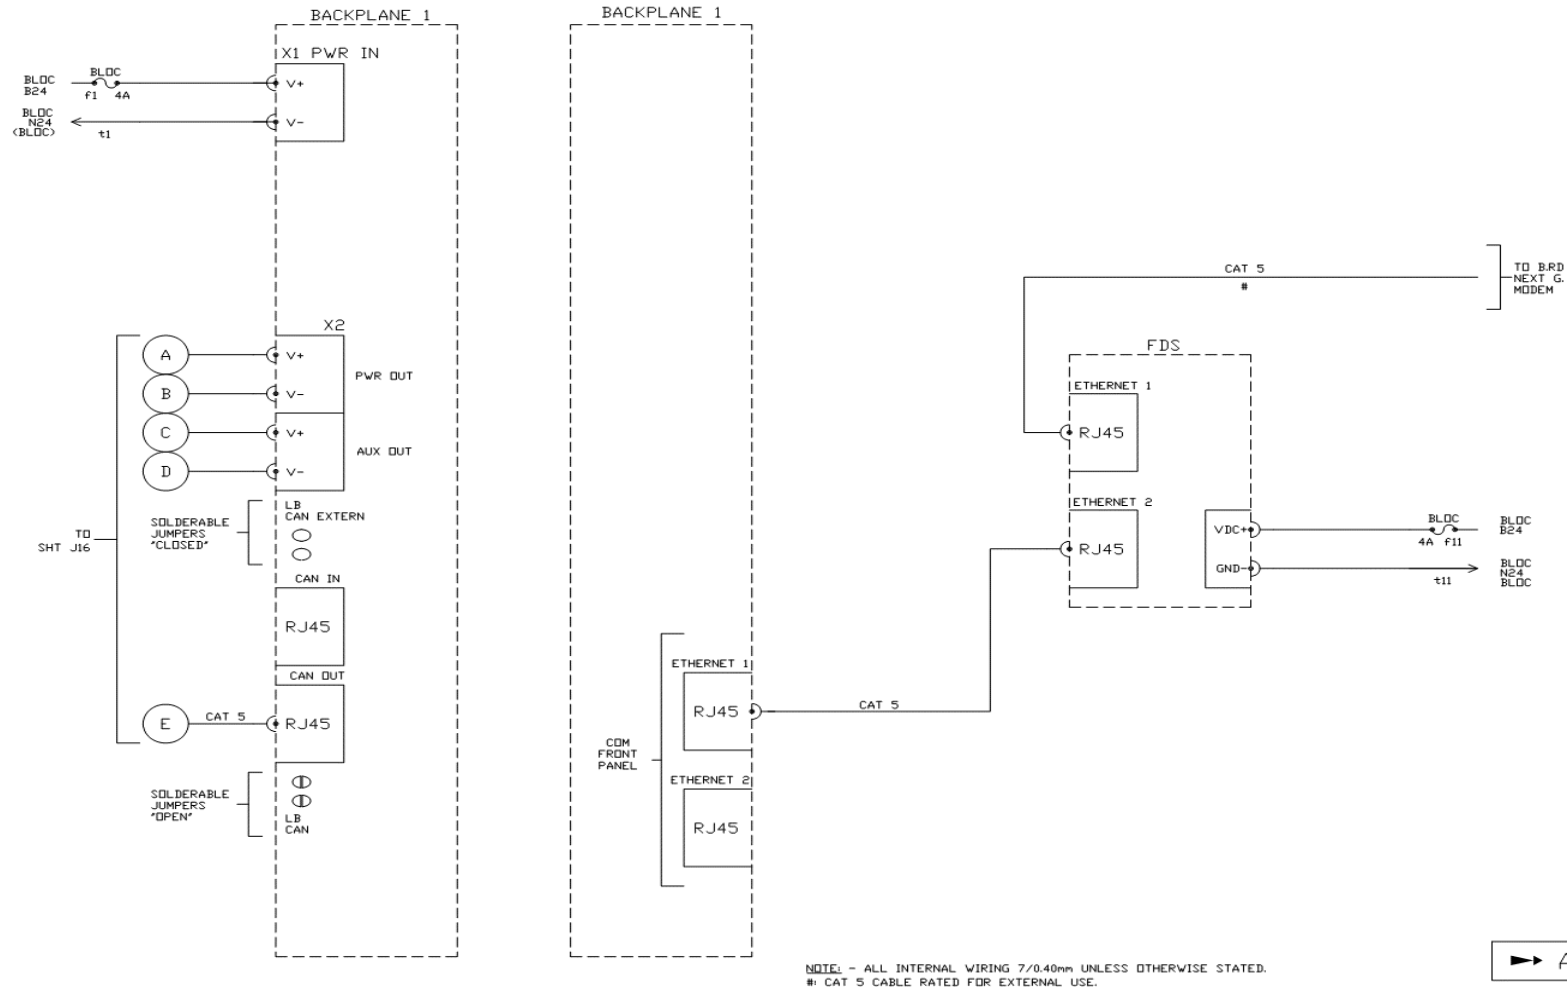 BACKPLANE 1
X1 PWR IN
BLOC
B24
BLOC
f1 4A
V+
BLOC
N24
(BLOC)
t1
V-
X2
A
V+
B
V-
PWR OUT
C
V+
D
V-
AUX OUT
TO
SHT J16
SOLDERABLE
JUMPERS
"CLOSED"
LB
CAN EXTERN
CAN IN
RJ45
CAN OUT
E
CAT 5
RJ45
SOLDERABLE
JUMPERS
"OPEN"
LB
CAN
BACKPLANE 1
COM
FRONT
PANEL
ETHERNET 1
RJ45
ETHERNET 2
RJ45
CAT 5
CAT 5
#
TO B.RD
NEXT G.
MODEM
FDS
ETHERNET 1
RJ45
ETHERNET 2
RJ45
VDC+
GND-
BLOC
4A f11
BLOC
B24
t11
BLOC
N24
BLOC
NOTE: - ALL INTERNAL WIRING 7/0.40mm UNLESS OTHERWISE STATED.
#: CAT 5 CABLE RATED FOR EXTERNAL USE.
A